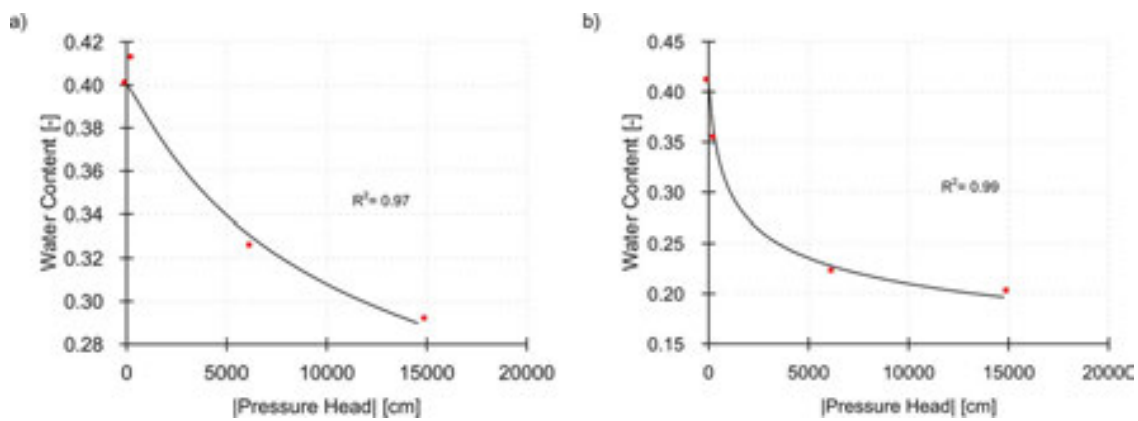 a)
0.42
0.40
0.38
0.36
0.34
0.32
0.30
0.28
Water Content [-]
R²= 0.97
0 5000 10000 15000 20000
|Pressure Head| [cm]
b)
0.45
0.40
0.35
0.30
0.25
0.20
0.15
Water Content [-]
R²= 0.99
0 5000 10000 15000 20000
|Pressure Head| [cm]